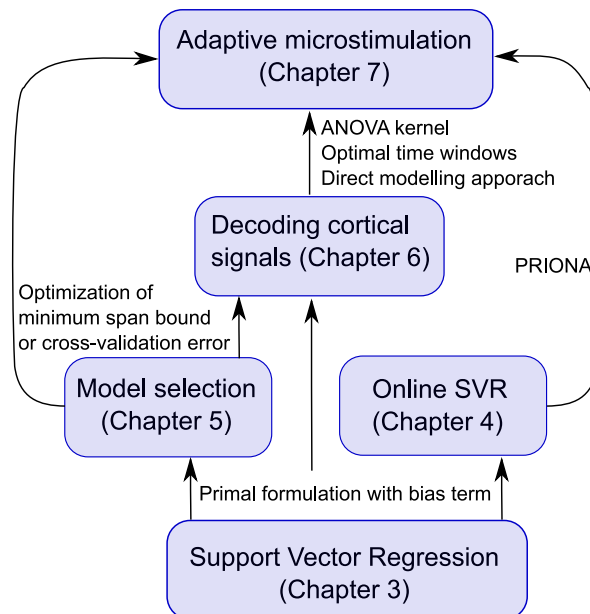 Adaptive microstimulation
(Chapter 7)
ANOVA kernel
Optimal time windows
Direct modelling apporach
Decoding cortical
signals (Chapter 6)
PRIONA
Optimization of
minimum span bound
or cross-validation error
Model selection
(Chapter 5)
Online SVR
(Chapter 4)
Primal formulation with bias term
Support Vector Regression
(Chapter 3)